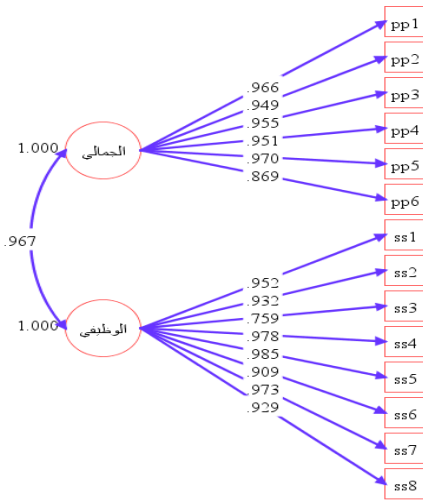 pp1
pp2
pp3
pp4
pp5
pp6
.966
.949
.955
.951
.970
.869
1.000
الجمالي
.967
ss1
ss2
ss3
ss4
ss5
ss6
ss7
ss8
.952
.932
.759
.978
.985
.909
.973
.929
1.000
الوظيفي